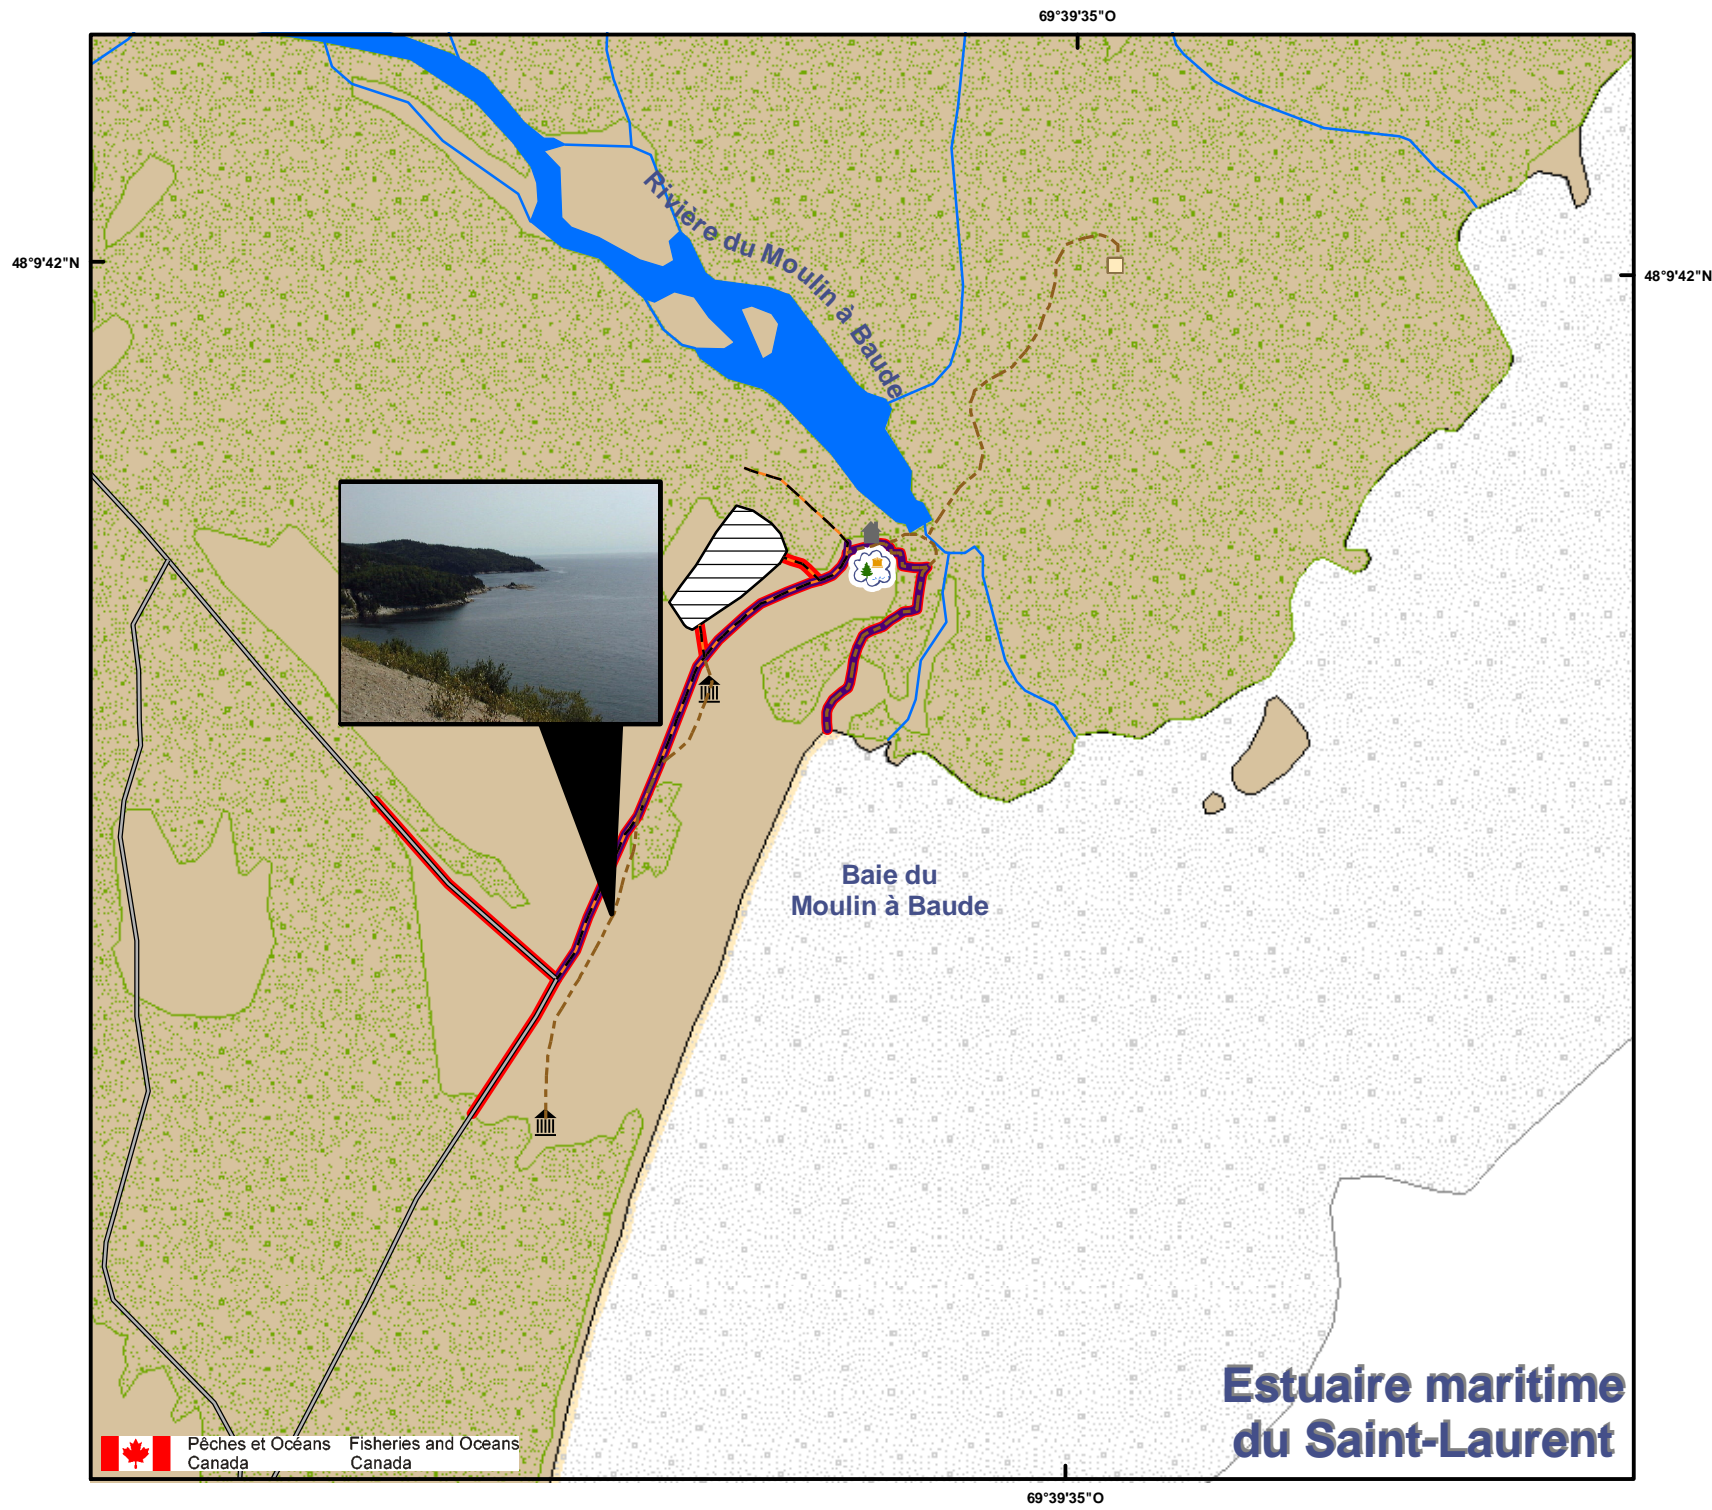 69°39'35"O
48°9'42"N
48°9'42"N
Rivière du Moulin à Baude
Baie du
Moulin à Baude
Estuaire maritime
du Saint-Laurent
Pêches et Océans Fisheries and Oceans
Canada Canada
69°39'35"O